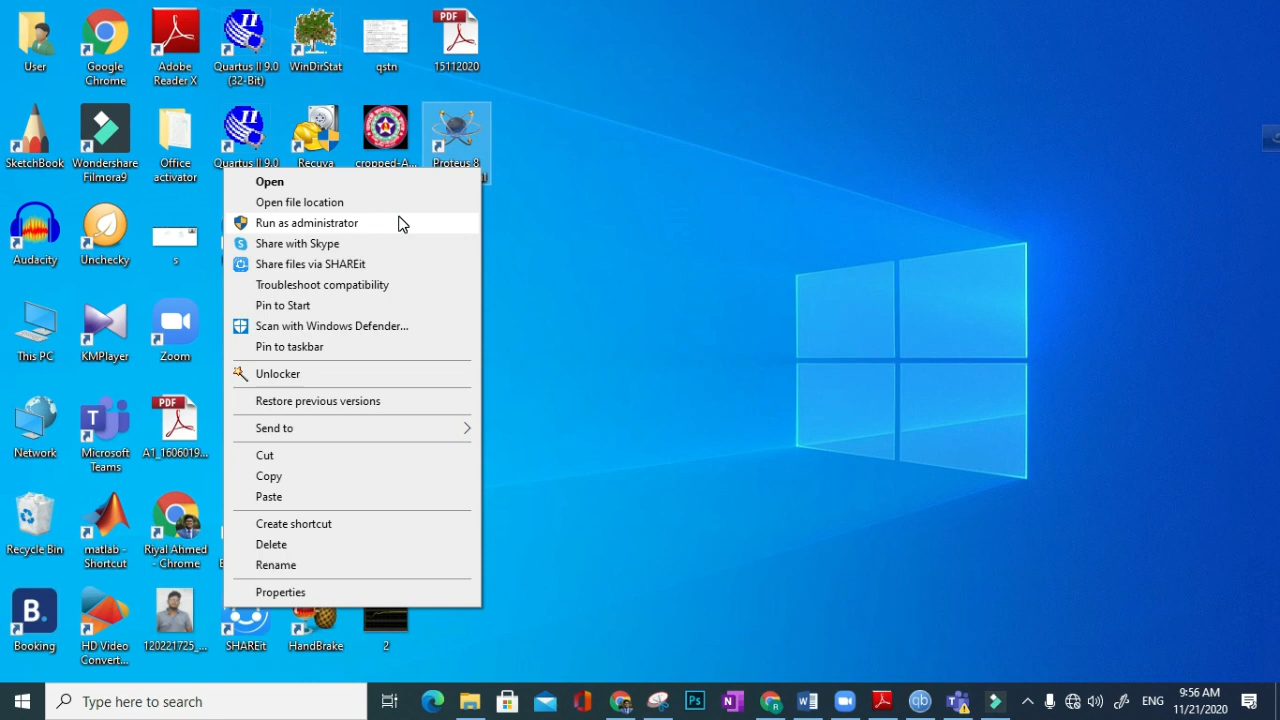 User
Google
Chrome
Adobe
Reader X
Quartus II 9.0
(32-Bit)
WinDirStat
qstn
PDF
15112020
SketchBook
Wondershare
Filmora9
Office
activator
Quartus II 9.0
Recuva
cropped-A...
Proteus 8
Audacity
Unchecky
s
This PC
KMPlayer
Zoom
Network
Microsoft
Teams
PDF
A1_1606019...
Recycle Bin
matlab -
Shortcut
Riyal Ahmed
- Chrome
B.
Booking
HD Video
Convert...
120221725_...
SHAREit
HandBrake
2
Open
Open file location
Run as administrator
Share with Skype
Share files via SHAREit
Troubleshoot compatibility
Pin to Start
Scan with Windows Defender...
Pin to taskbar
Unlocker
Restore previous versions
Send to
Cut
Copy
Paste
Create shortcut
Delete
Rename
Properties
Type here to search
Ps
qb
ENG
9:56 AM
11/21/2020